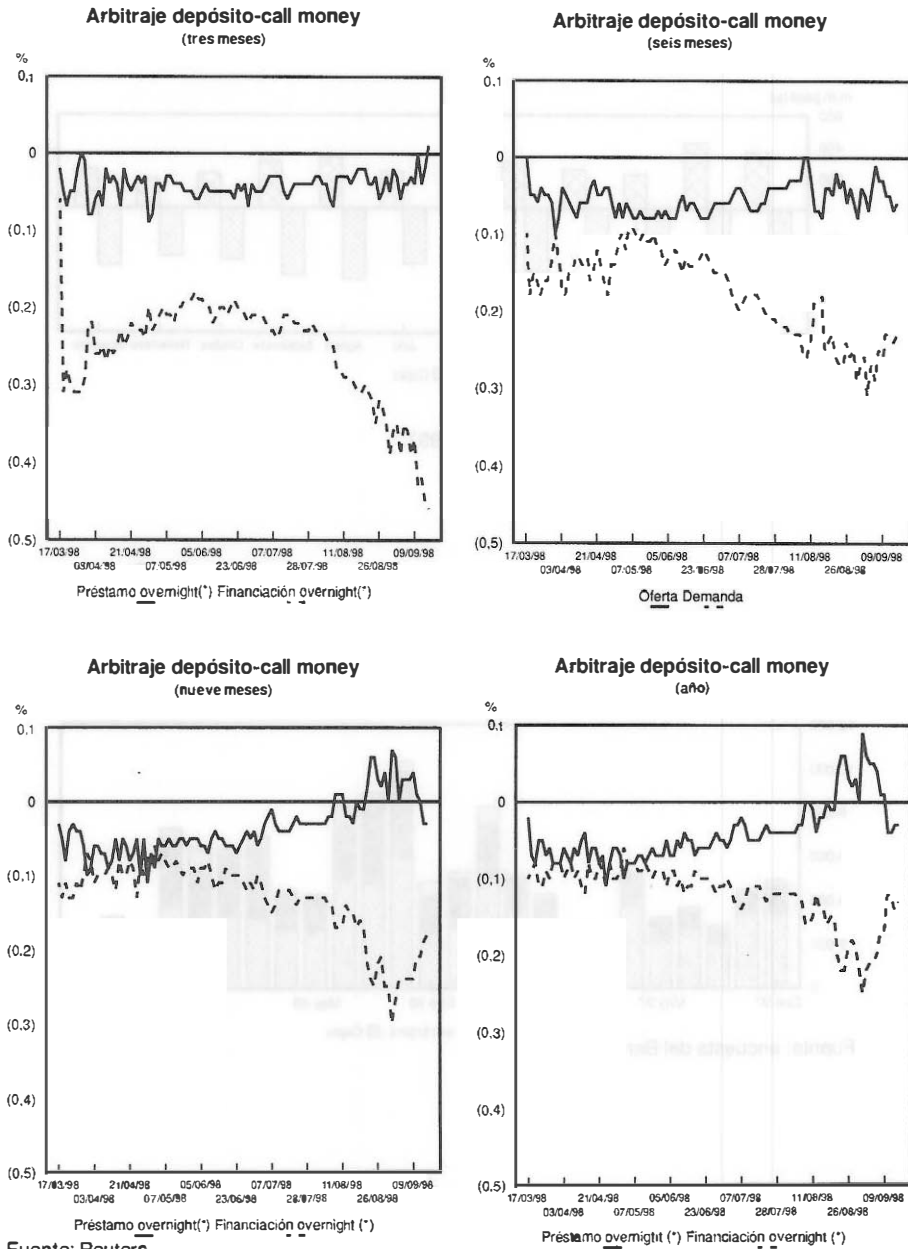 Arbitraje depósito-call money
(tres meses)
%
0.1
0
(0.1)
(0.2)
(0.3)
(0.4)
(0.5)
17/03/98 21/04/98 05/06/98 07/07/98 11/08/98 09/09/98
03/04/98 07/05/98 23/06/98 28/07/98 26/08/98
Préstamo overnight(*) Financiación overnight(*)
Arbitraje depósito-call money
(seis meses)
%
0.1
0
(0.1)
(0.2)
(0.3)
(0.4)
(0.5)
17/03/98 21/04/98 05/06/98 07/07/98 11/08/98 09/09/98
03/04/98 07/05/98 23/06/98 28/07/98 26/08/98
Oferta Demanda
Arbitraje depósito-call money
(nueve meses)
%
0.1
0
(0.1)
(0.2)
(0.3)
(0.4)
(0.5)
17/03/98 21/04/98 05/06/98 07/07/98 11/08/98 09/09/98
03/04/98 07/05/98 23/06/98 28/07/98 26/08/98
Préstamo overnight(*) Financiación overnight (*)
Arbitraje depósito-call money
(año)
%
0.1
0
(0.1)
(0.2)
(0.3)
(0.4)
(0.5)
17/03/98 21/04/98 05/06/98 07/07/98 11/08/98 09/09/98
03/04/98 07/05/98 23/06/98 28/07/98 26/08/98
Préstamo overnight (*) Financiación overnight (*)
Fuente: Reuters